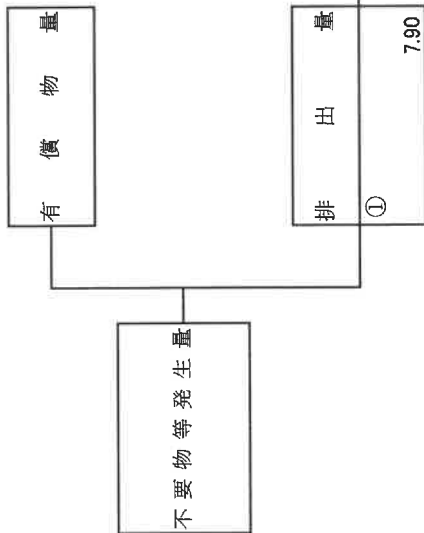 不要物等発生量
有償物量
排出量
①
7.90